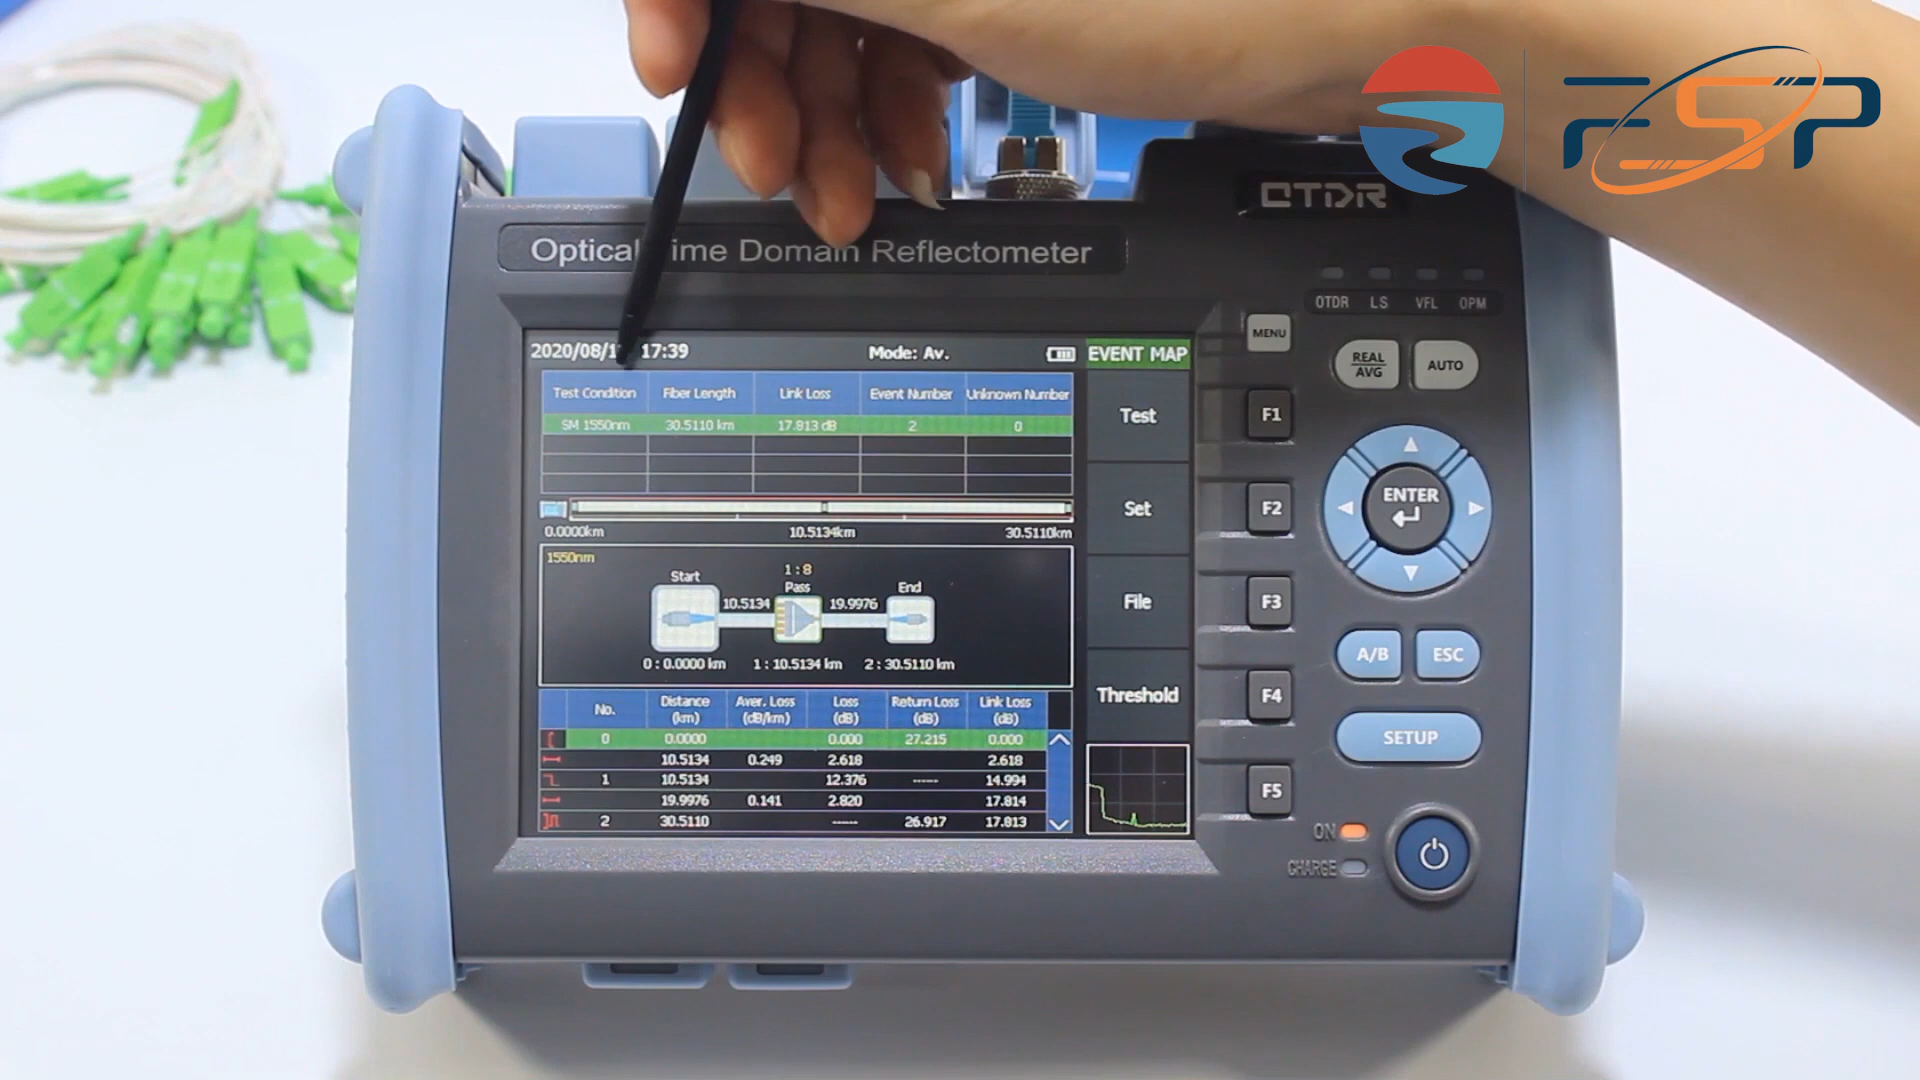 FSP
OTDR
Optical Time Domain Reflectometer
OTDR LS VFL OPM
2020/08/1 17:39 Mode: Av. EVENT MAP
MENU
REAL/AVG
AUTO
Test Condition Fiber Length Link Loss Event Number Unknown Number
SM 1550nm 30.5110 km 17.813 dB 2 0
Test
F1
0.0000km 10.5134km 30.5110km
Set
F2
ENTER
1550nm
1 : 8
Start Pass End
10.5134 19.9976
0 : 0.0000 km 1 : 10.5134 km 2 : 30.5110 km
File
F3
A/B ESC
Threshold
F4
SETUP
No. Distance (km) Aver. Loss (dB/km) Loss (dB) Return Loss (dB) Link Loss (dB)
0 0.0000 0.000 27.215 0.000
10.5134 0.249 2.618 2.618
1 10.5134 12.376 ------ 14.994
19.9976 0.141 2.820 17.814
2 30.5110 ------ 26.917 17.813
F5
ON
CHARGE